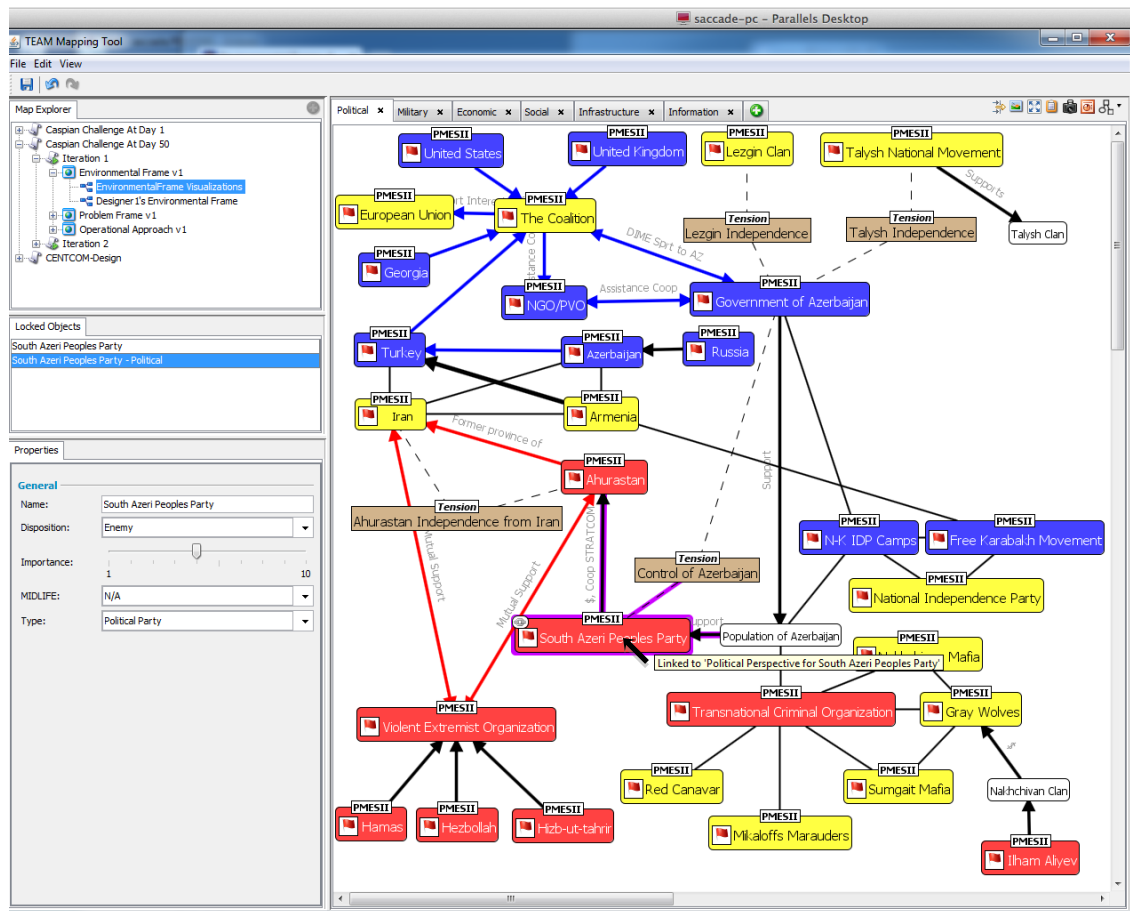 saccade-pc - Parallels Desktop
TEAM Mapping Tool
File Edit View
Map Explorer
Caspian Challenge At Day 1
Caspian Challenge At Day 50
Iteration 1
Environmental Frame v1
EnvironmentalFrame Visualizations
Designer1's Environmental Frame
Problem Frame v1
Operational Approach v1
Iteration 2
CENTCOM-Design
Locked Objects
South Azeri Peoples Party
South Azeri Peoples Party - Political
Properties
General
Name: South Azeri Peoples Party
Disposition: Enemy
Importance:
1 10
MIDLIFE: N/A
Type: Political Party
Political Military Economic Social Infrastructure Information
PMESII
United States
PMESII
United Kingdom
PMESII
Lezgin Clan
PMESII
Talysh National Movement
Supports
Talysh Clan
PMESII
European Union
PMESII
The Coalition
Tension
Lezgin Independence
Tension
Talysh Independence
DIME Sprt to AZ
PMESII
Georgia
PMESII
NGO/PVO
Assistance Coop
PMESII
Government of Azerbaijan
PMESII
Turkey
PMESII
Azerbaijan
PMESII
Russia
PMESII
Iran
PMESII
Armenia
Former province of
PMESII
Ahurastan
Support
Tension
Ahurastan Independence from Iran
Mutual Support
Mutual Support
$, Coop STRATCOM
Tension
Control of Azerbaijan
PMESII
N-K IDP Camps
PMESII
Free Karabakh Movement
PMESII
National Independence Party
PMESII
South Azeri Peoples Party
Population of Azerbaijan
PMESII
Mafia
Linked to 'Political Perspective for South Azeri Peoples Party'
PMESII
Violent Extremist Organization
PMESII
Transnational Criminal Organization
PMESII
Gray Wolves
PMESII
Red Canavar
PMESII
Sumgait Mafia
Nakhchivan Clan
PMESII
Hamas
PMESII
Hezbollah
PMESII
Hizb-ut-tahrir
PMESII
Mikaloffs Marauders
PMESII
Ilham Aliyev